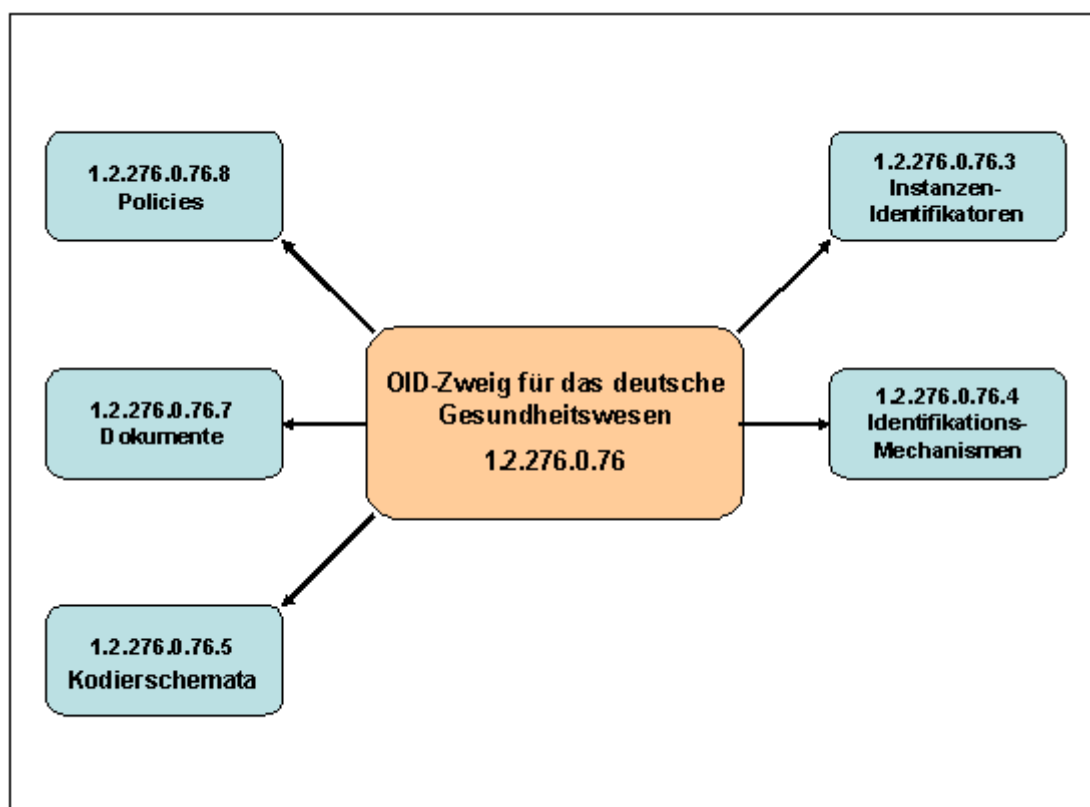 1.2.276.0.76.8
Policies
1.2.276.0.76.3
Instanzen-
Identifikatoren
OID-Zweig für das deutsche
Gesundheitswesen
1.2.276.0.76
1.2.276.0.76.7
Dokumente
1.2.276.0.76.4
Identifikations-
Mechanismen
1.2.276.0.76.5
Kodierschemata